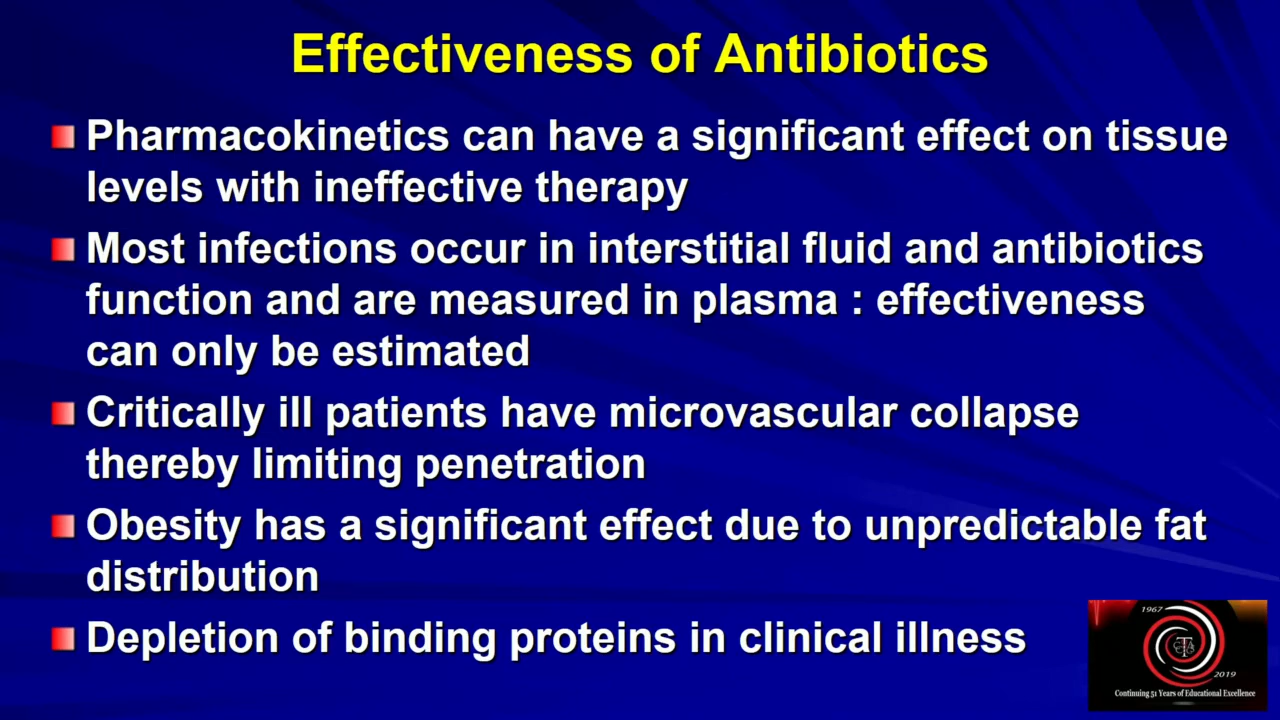 Effectiveness of Antibiotics
Pharmacokinetics can have a significant effect on tissue
levels with ineffective therapy
Most infections occur in interstitial fluid and antibiotics
function and are measured in plasma : effectiveness
can only be estimated
Critically ill patients have microvascular collapse
thereby limiting penetration
Obesity has a significant effect due to unpredictable fat
distribution
Depletion of binding proteins in clinical illness
1967
2019
Continuing 51 Years of Educational Excellence